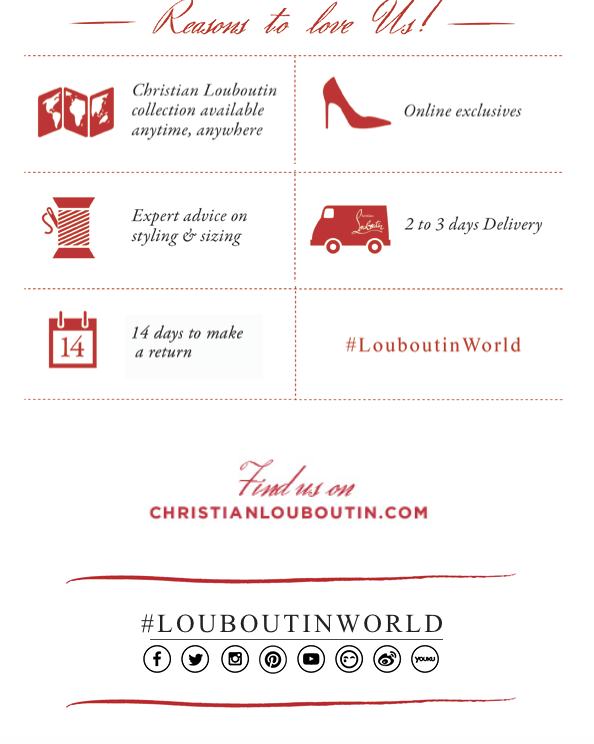 Reasons to love Us!
Christian Louboutin
collection available
anytime, anywhere
Online exclusives
Expert advice on
styling & sizing
Louboutin
2 to 3 days Delivery
14
14 days to make
a return
#LouboutinWorld
Find us on
CHRISTIANLOUBOUTIN.COM
#LOUBOUTINWORLD
YOUKU